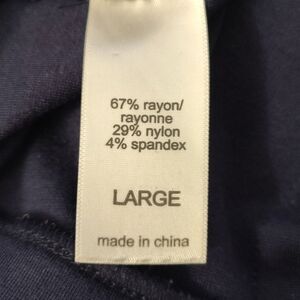 67% rayon/
rayonne
29% nylon
4% spandex
LARGE
made in china